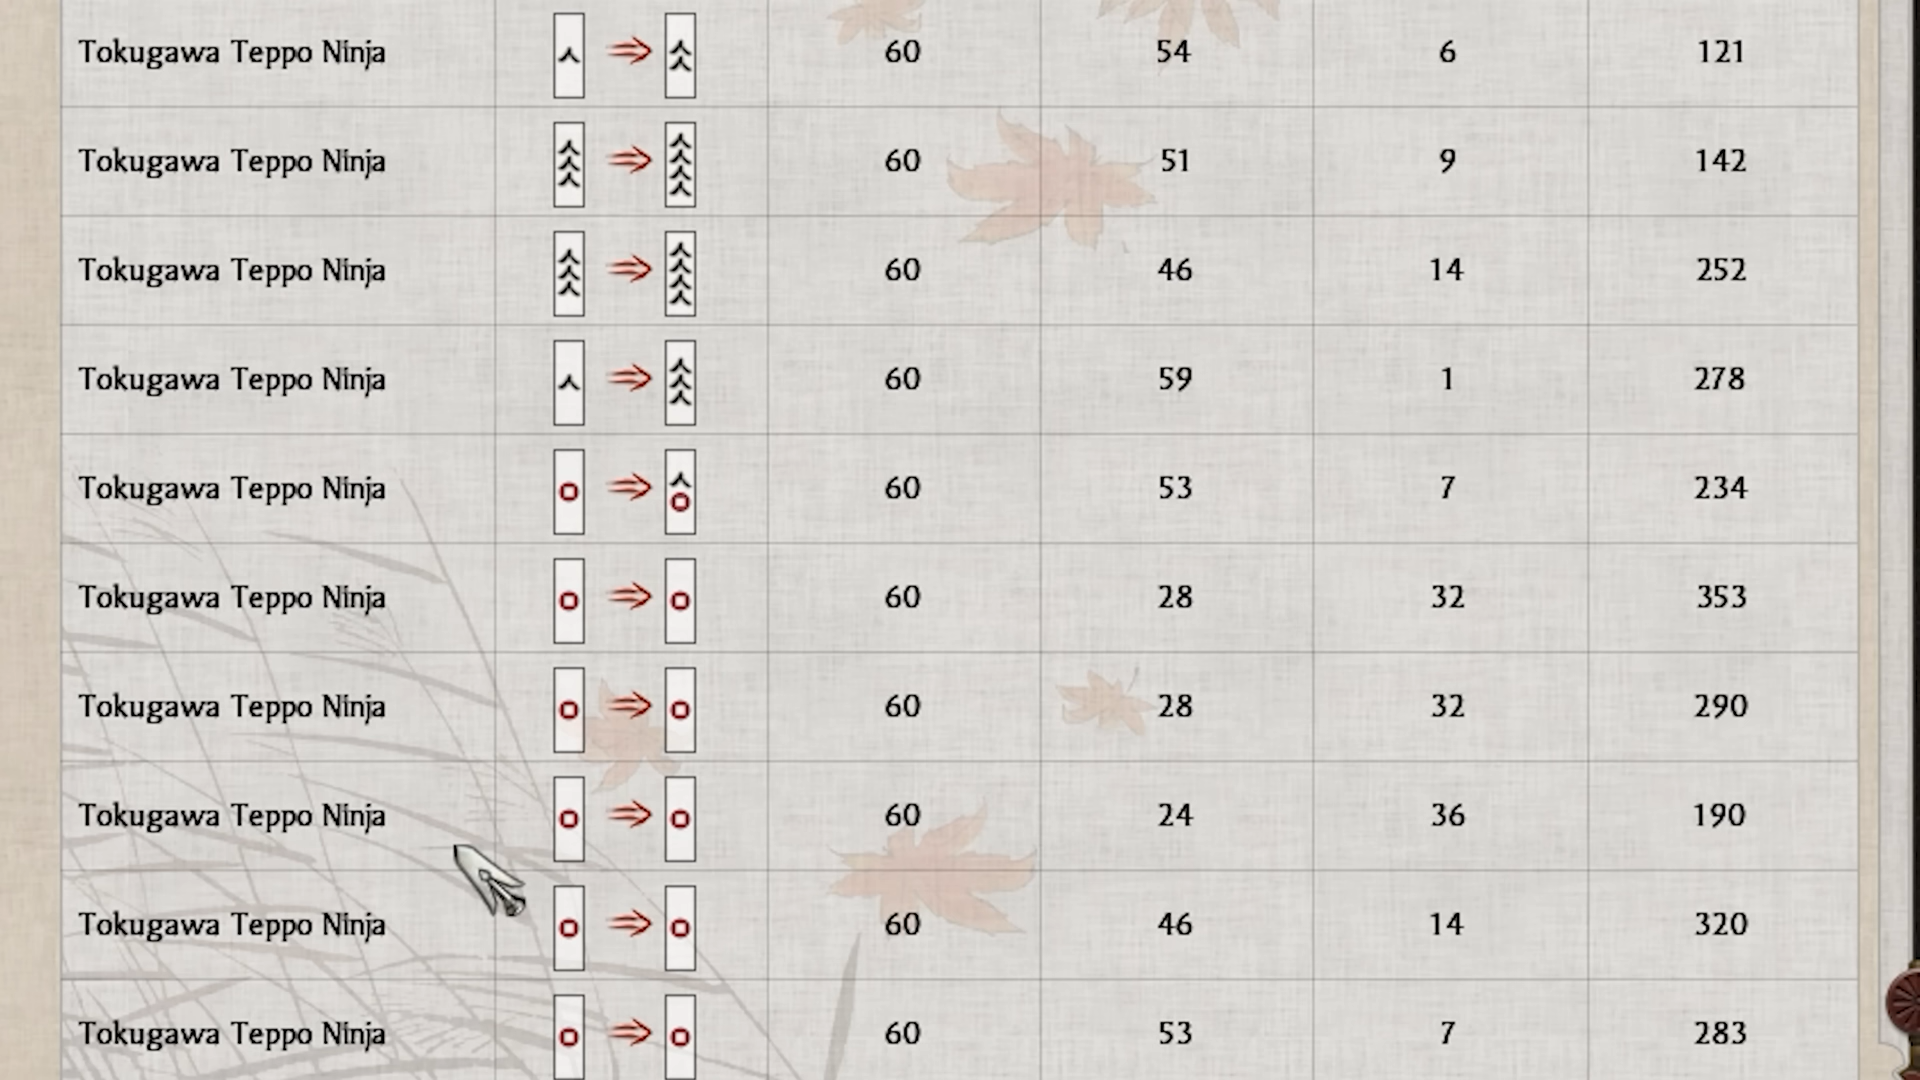 Tokugawa Teppo Ninja 60 54 6 121
Tokugawa Teppo Ninja 60 51 9 142
Tokugawa Teppo Ninja 60 46 14 252
Tokugawa Teppo Ninja 60 59 1 278
Tokugawa Teppo Ninja 60 53 7 234
Tokugawa Teppo Ninja 60 28 32 353
Tokugawa Teppo Ninja 60 28 32 290
Tokugawa Teppo Ninja 60 24 36 190
Tokugawa Teppo Ninja 60 46 14 320
Tokugawa Teppo Ninja 60 53 7 283